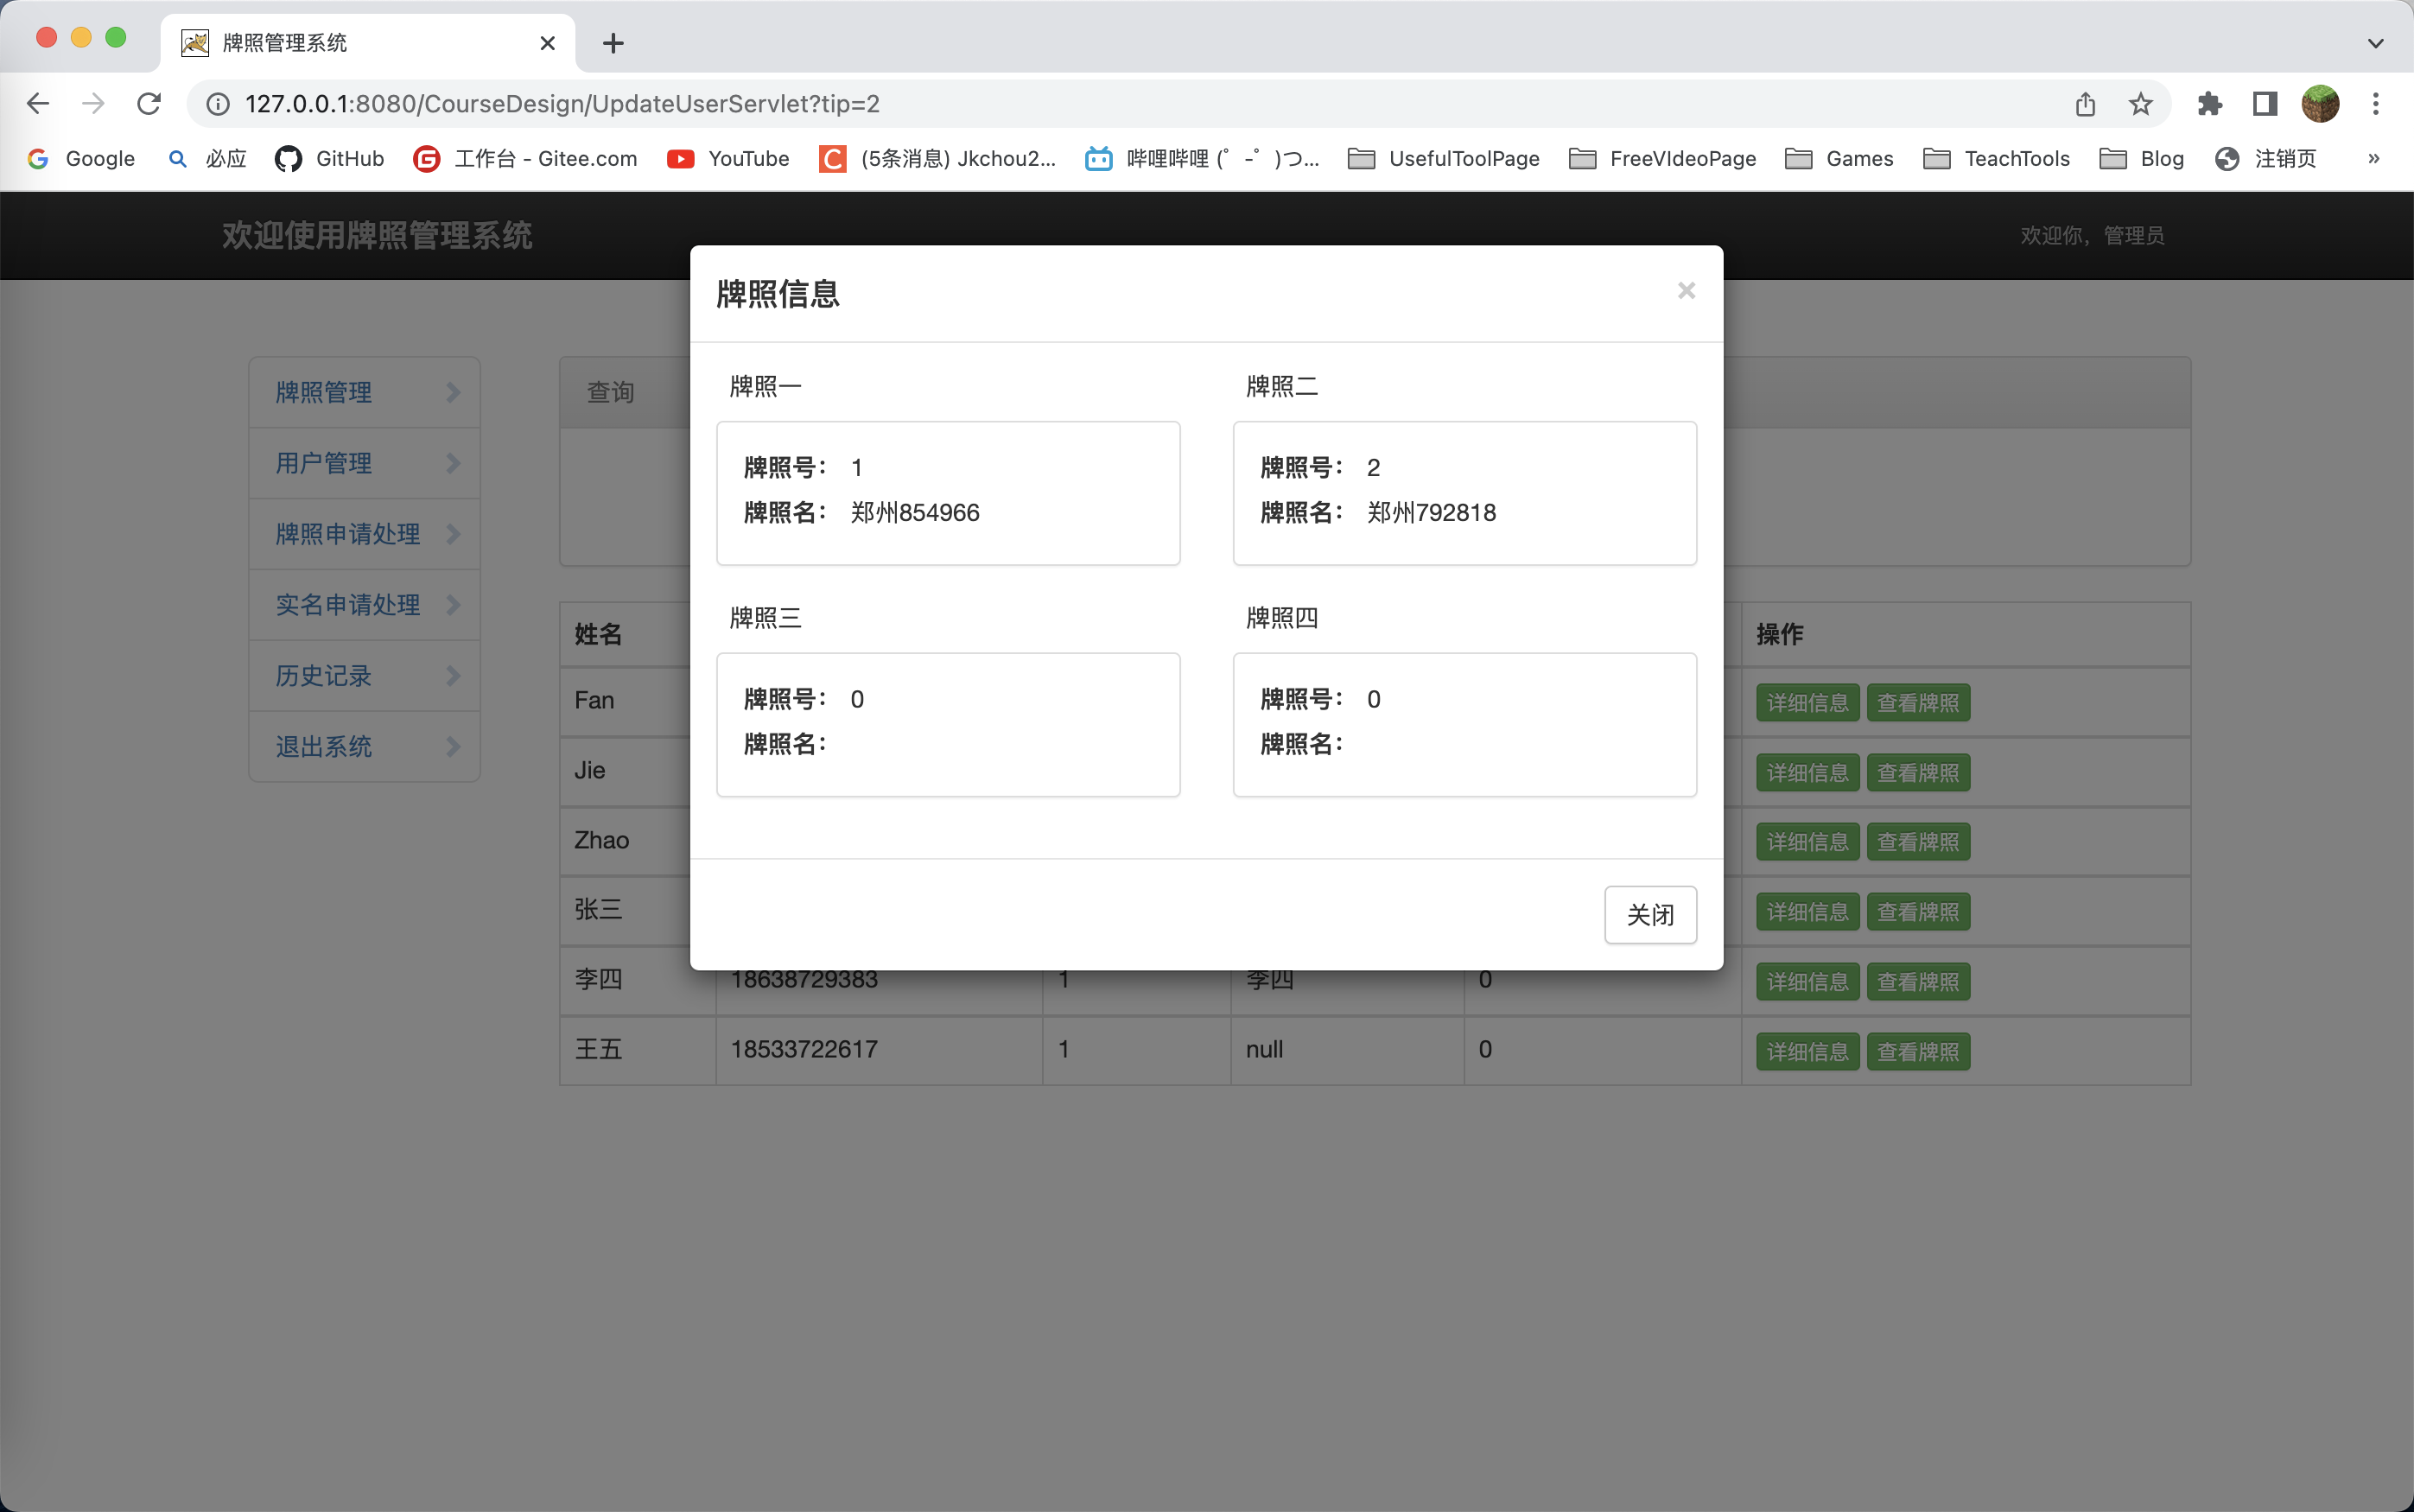 牌照管理系统
127.0.0.1:8080/CourseDesign/UpdateUserServlet?tip=2
Google 必应 GitHub 工作台 - Gitee.com YouTube (5条消息) Jkchou2... 哔哩哔哩 (゜-゜)つ... UsefulToolPage FreeVIdeoPage Games TeachTools Blog 注销页 »
欢迎使用牌照管理系统 欢迎你，管理员
牌照信息 ×
牌照一 牌照二
牌照号： 1 牌照号： 2
牌照名： 郑州854966 牌照名： 郑州792818
牌照三 牌照四
牌照号： 0 牌照号： 0
牌照名： 牌照名：
关闭
牌照管理
用户管理
牌照申请处理
实名申请处理
历史记录
退出系统
查询
姓名 操作
Fan 详细信息 查看牌照
Jie 详细信息 查看牌照
Zhao 详细信息 查看牌照
张三 详细信息 查看牌照
李四 18638729383 1 李四 0 详细信息 查看牌照
王五 18533722617 1 null 0 详细信息 查看牌照